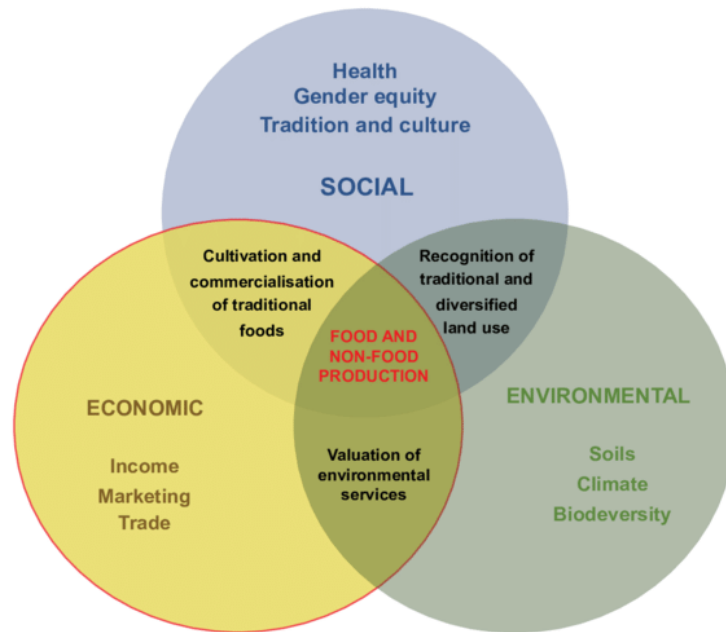 Health
Gender equity
Tradition and culture
SOCIAL
Cultivation and
commercialisation
of traditional
foods
Recognition of
traditional and
diversified
land use
FOOD AND
NON-FOOD
PRODUCTION
ECONOMIC
Income
Marketing
Trade
ENVIRONMENTAL
Soils
Climate
Biodeversity
Valuation of
environmental
services